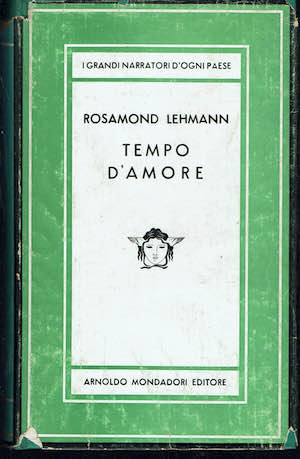 I GRANDI NARRATORI D'OGNI PAESE
ROSAMOND LEHMANN
TEMPO
D'AMORE
ARNOLDO MONDADORI EDITORE